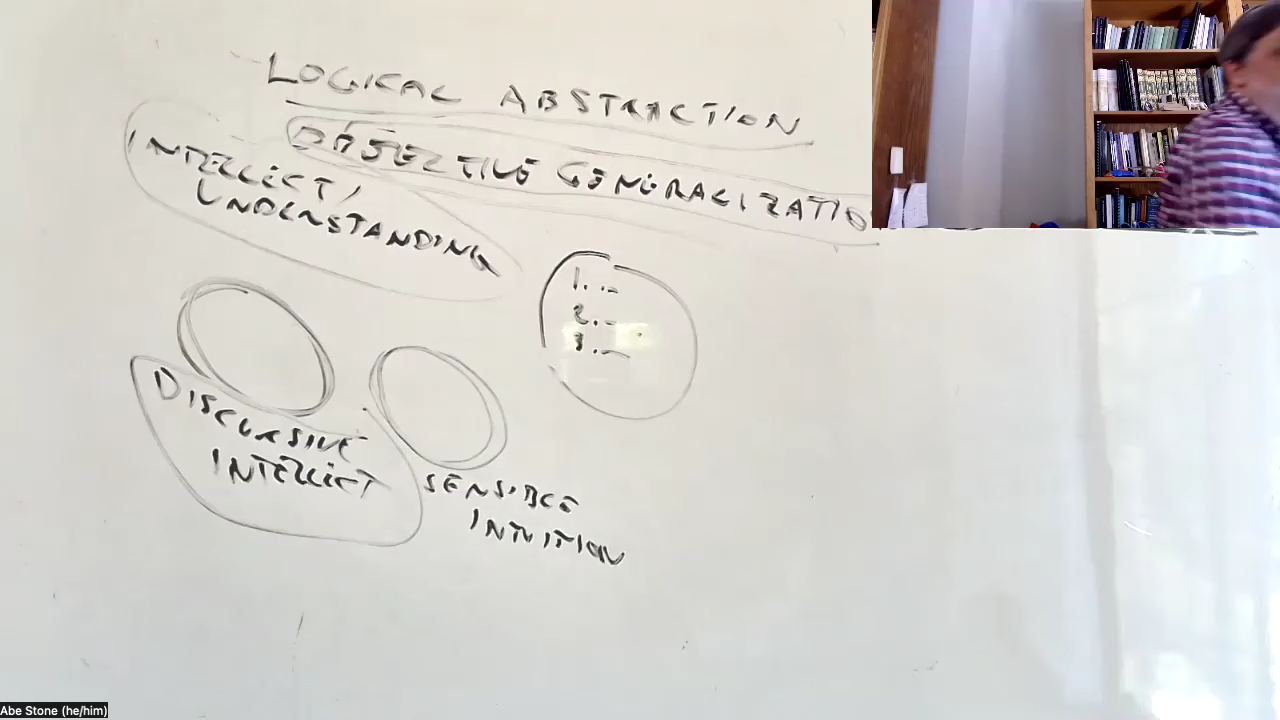 LOGICAL ABSTRACTION
OBJECTIVE GENERALIZATIO
INTELLECT/
UNDERSTANDING
1. ..
2. ..
3. ..
DISCURSIVE
INTELLECT
SENSIBLE
INTUITION
Abe Stone (he/him)